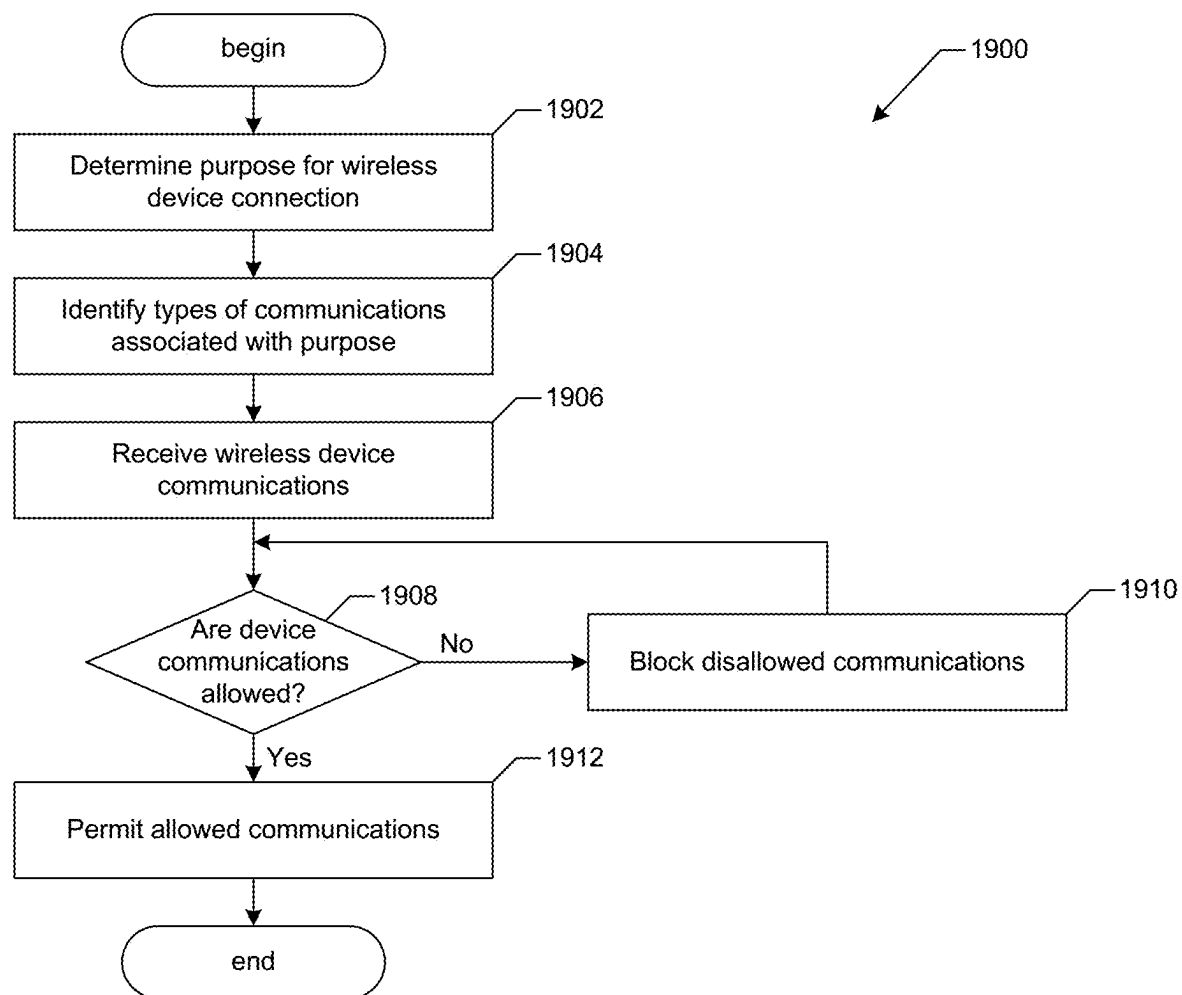 begin
1900
1902
Determine purpose for wireless
device connection
1904
Identify types of communications
associated with purpose
1906
Receive wireless device
communications
1908
Are device
communications
allowed?
No
1910
Block disallowed communications
Yes
1912
Permit allowed communications
end